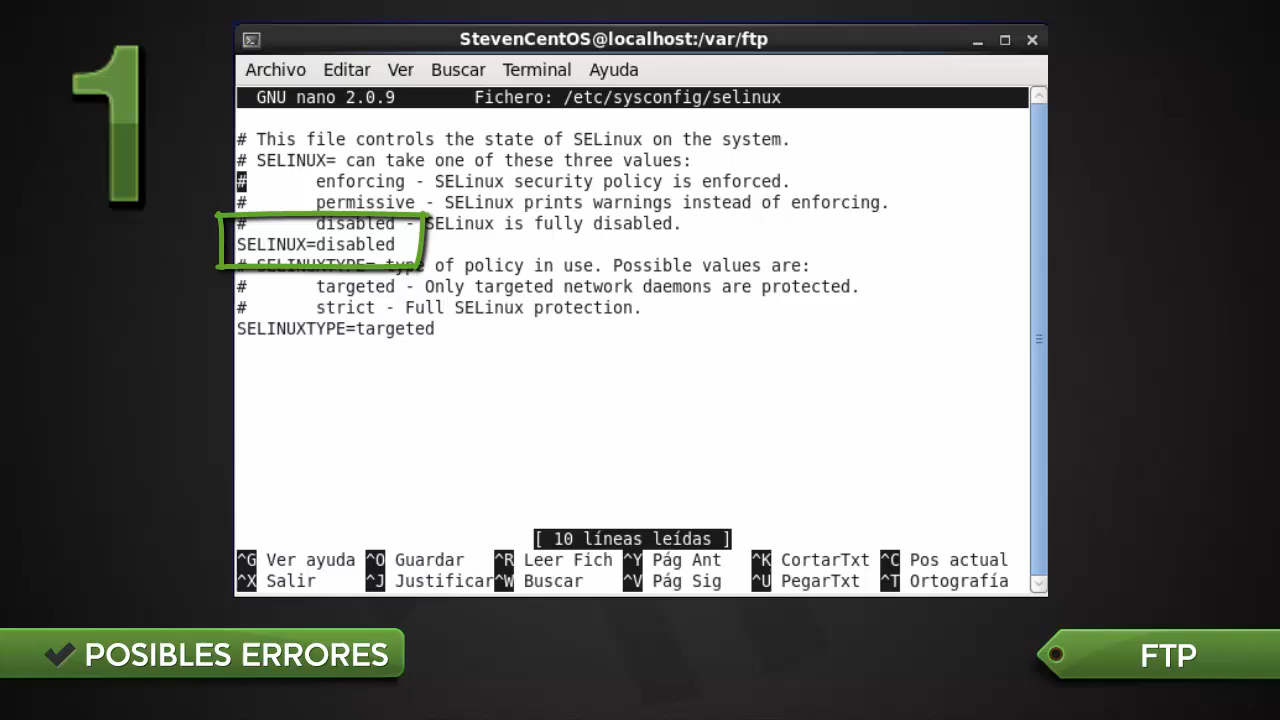 1
StevenCentOS@localhost:/var/ftp
Archivo Editar Ver Buscar Terminal Ayuda
GNU nano 2.0.9 Fichero: /etc/sysconfig/selinux
# This file controls the state of SELinux on the system.
# SELINUX= can take one of these three values:
# enforcing - SELinux security policy is enforced.
# permissive - SELinux prints warnings instead of enforcing.
# disabled - SELinux is fully disabled.
SELINUX=disabled
# SELINUXTYPE= type of policy in use. Possible values are:
# targeted - Only targeted network daemons are protected.
# strict - Full SELinux protection.
SELINUXTYPE=targeted
[ 10 líneas leídas ]
^G Ver ayuda ^O Guardar ^R Leer Fich ^Y Pág Ant ^K CortarTxt ^C Pos actual
^X Salir ^J Justificar ^W Buscar ^V Pág Sig ^U PegarTxt ^T Ortografía
POSIBLES ERRORES
FTP